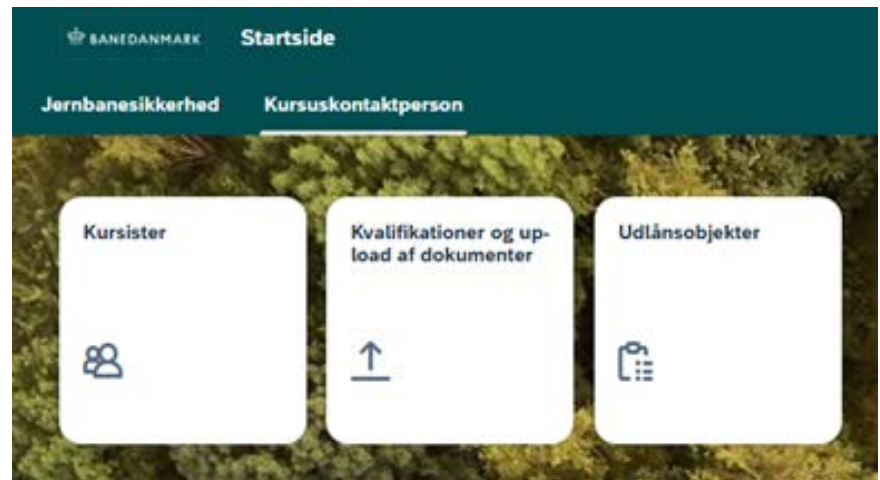 BANEDANMARK Startside
Jernbanesikkerhed Kursuskontaktperson
Kursister
Kvalifikationer og up-
load af dokumenter
Udlånsobjekter